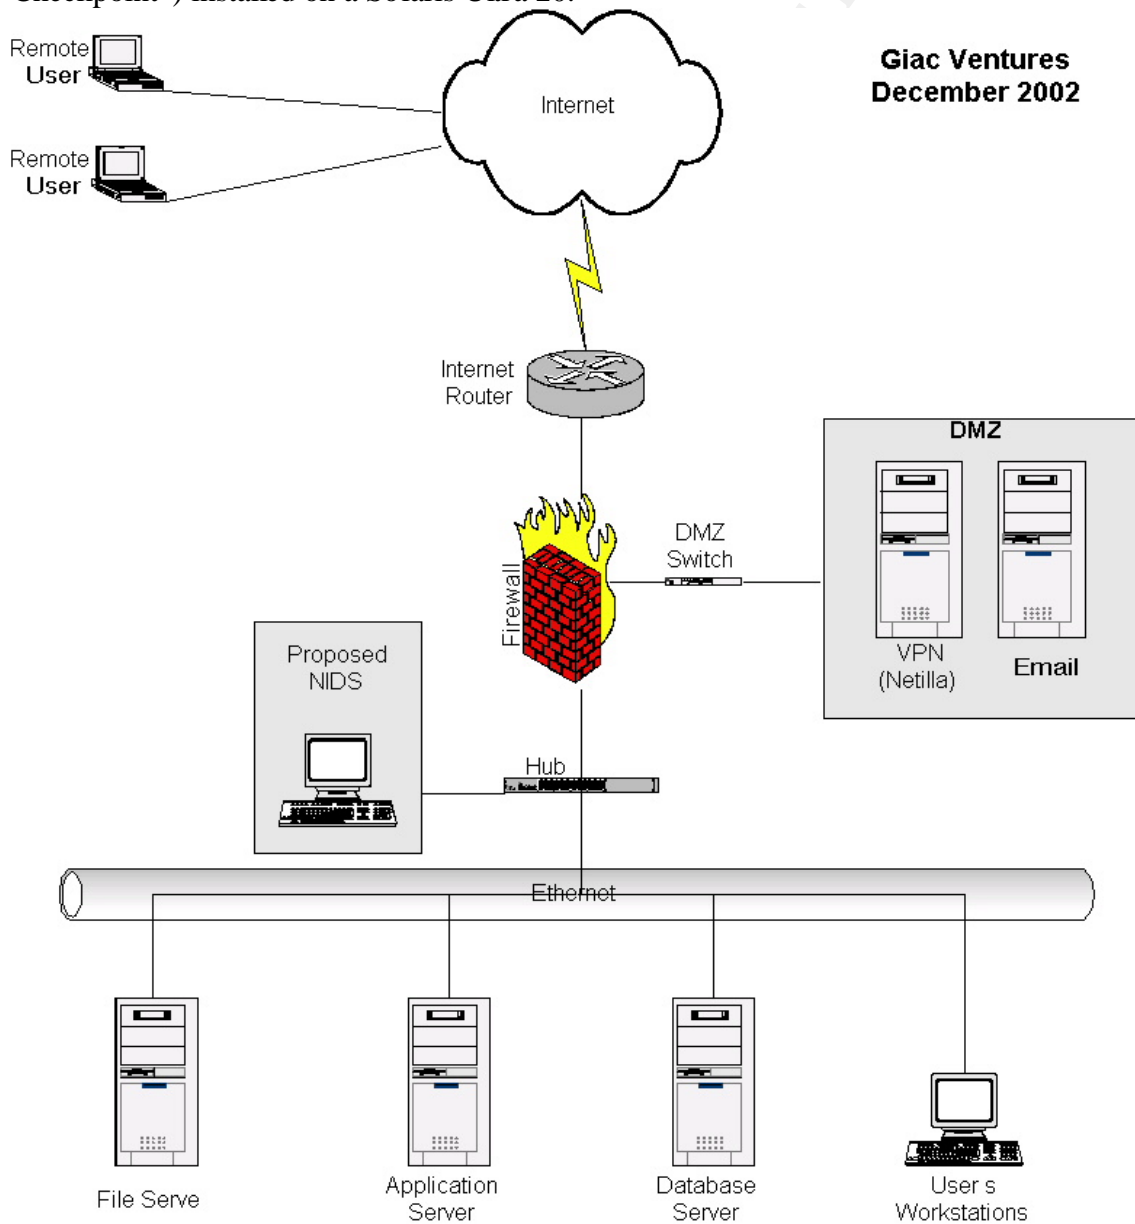 Remote
User
Giac Ventures
December 2002
Internet
Remote
User
Internet
Router
DMZ
DMZ
Switch
Firewall
VPN
(Netilla)
Email
Proposed
NIDS
Hub
Ethernet
File Serve
Application
Server
Database
Server
User s
Workstations